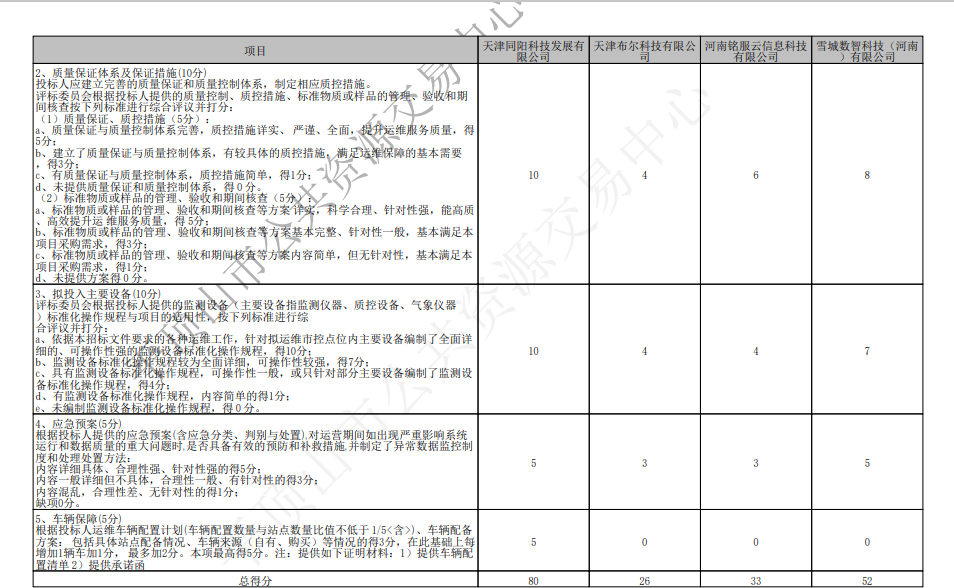 项目
天津同阳科技发展有
限公司
天津布尔科技有限公
司
河南铭服云信息科技
有限公司
雪城数智科技（河南
）有限公司
2、质量保证体系及保证措施(10分)
投标人应建立完善的质量保证和质量控制体系，制定相应质控措施。
评标委员会根据投标人提供的质量控制、质控措施、标准物质或样品的管理、验收和期
间核查按下列标准进行综合评议并打分：
（1）质量保证、质控措施（5分）：
a、质量保证与质量控制体系完善，质控措施详实、 严谨、全面，提升运维服务质量，得
5分；
b、建立了质量保证与质量控制体系，有较具体的质控措施，满足运维保障的基本需要
，得3分；
c、有质量保证与质量控制体系，质控措施简单，得1分；
d、未提供质量保证和质量控制体系，得０分。
（2）标准物质或样品的管理、验收和期间核查（5分）：
a、标准物质或样品的管理、验收和期间核查等方案详实，科学合理、针对性强，能高质
、高效提升运 维服务质量，得 5分；
b、标准物质或样品的管理、验收和期间核查等方案基本完整、针对性一般，基本满足本
项目采购需求，得3分；
c、标准物质或样品的管理、验收和期间核查等方案内容简单，但无针对性，基本满足本
项目采购需求，得1分；
d、未提供方案得０分。
10
4
6
8
3、拟投入主要设备(10分)
评标委员会根据投标人提供的监测设备（主要设备指监测仪器、质控设备、气象仪器
）标准化操作规程与项目的适用性，按下列标准进行综
合评议并打分：
a、依据本招标文件要求的各种运维工作，针对拟运维市控点位内主要设备编制了全面详
细的、可操作性强的监测设备标准化操作规程，得10分；
b、监测设备标准化操作规程较为全面详细，可操作性较强，得7分；
c、具有监测设备标准化操作规程，可操作性一般，或只针对部分主要设备编制了监测设
备标准化操作规程，得4分；
d、有监测设备标准化操作规程，内容简单的得1分；
e、未编制监测设备标准化操作规程，得０分。
10
4
4
7
4、应急预案(5分)
根据投标人提供的应急预案(含应急分类、判别与处置),对运营期间如出现严重影响系统
运行和数据质量的重大问题时,是否具备有效的预防和补救措施,并制定了异常数据监控制
度和处理处置方法：
内容详细具体、合理性强、针对性强的得5分；
内容一般详细但不具体，合理性一般、有针对性的得3分；
内容混乱，合理性差、无针对性的得1分；
缺项0分。
5
3
3
5
5、车辆保障(5分)
根据投标人运维车辆配置计划(车辆配置数量与站点数量比值不低于 1/5<含>)、车辆配备
方案： 包括具体站点配备情况、车辆来源（自有、购买）等情况的得3分，在此基础上每
增加1辆车加1分， 最多加2分。本项最高得5分。注：提供如下证明材料：1）提供车辆配
置清单 2）提供承诺函
5
0
0
0
总得分
80
26
33
52
平顶山市公共资源交易中心
平顶山市公共资源交易中心